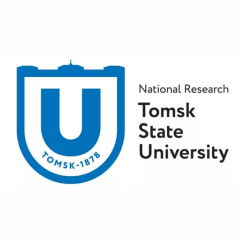 U
TOMSK-1878
National Research
Tomsk
State
University